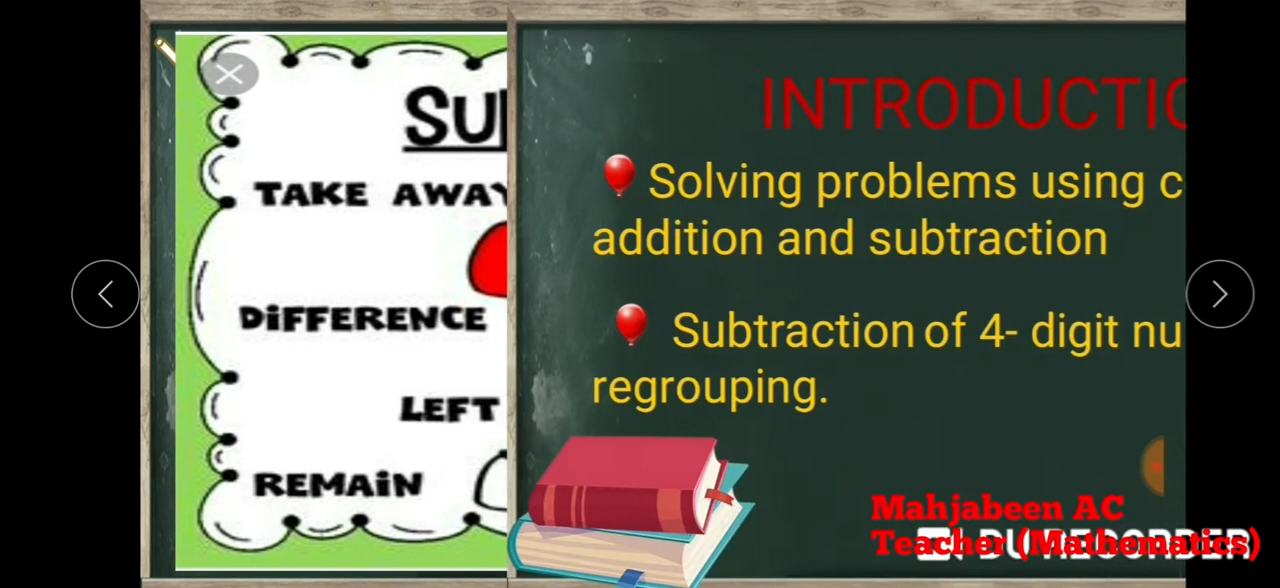 SU
TAKE AWAY
DiFFERENCE
LEFT
REMAiN
INTRODUCTIO
Solving problems using c
addition and subtraction
Subtraction of 4- digit nu
regrouping.
Mahjabeen AC
Teacher (Mathematics)